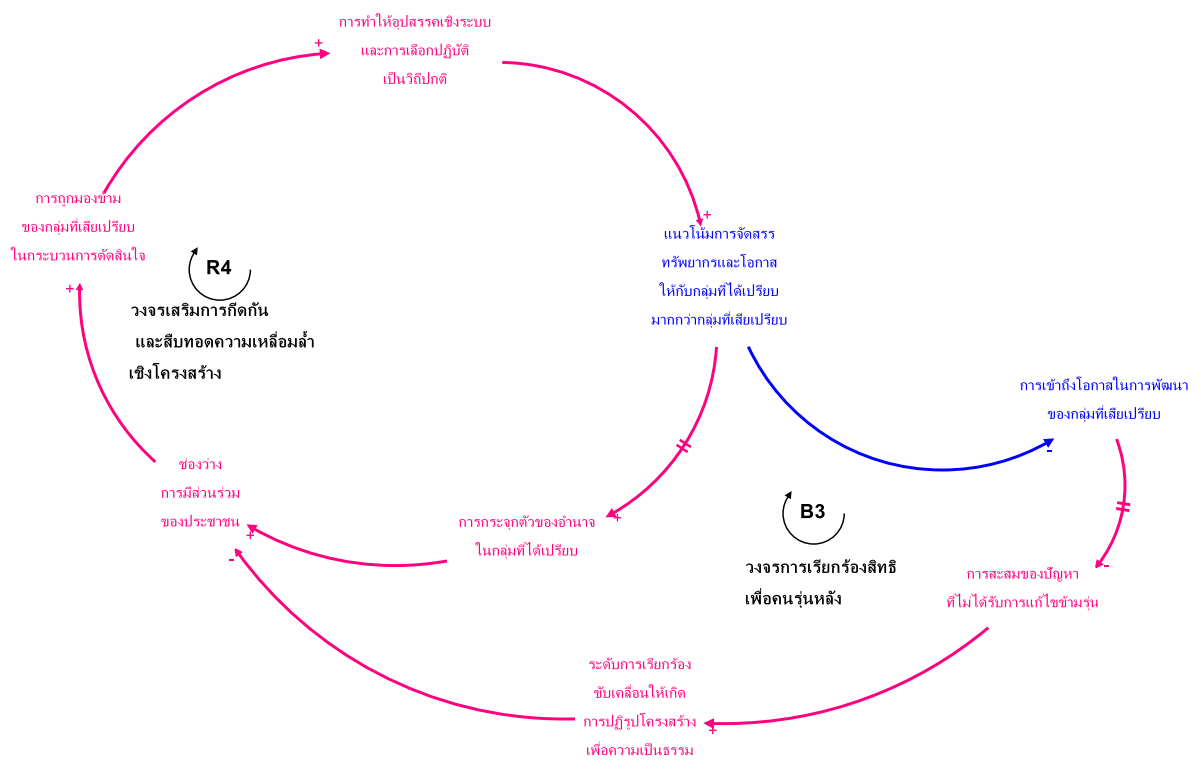 การทำให้อุปสรรคเชิงระบบ
และการเลือกปฏิบัติ
เป็นวิถีปกติ
+
การถูกมองข้าม
ของกลุ่มที่เสียเปรียบ
ในกระบวนการตัดสินใจ
+
R4
วงจรเสริมการกีดกัน
และสืบทอดความเหลื่อมล้ำ
เชิงโครงสร้าง
+
แนวโน้มการจัดสรร
ทรัพยากรและโอกาส
ให้กับกลุ่มที่ได้เปรียบ
มากกว่ากลุ่มที่เสียเปรียบ
การเข้าถึงโอกาสในการพัฒนา
ของกลุ่มที่เสียเปรียบ
-
ช่องว่าง
การมีส่วนร่วม
ของประชาชน
+
-
การกระจุกตัวของอำนาจ
ในกลุ่มที่ได้เปรียบ
+
B3
วงจรการเรียกร้องสิทธิ
เพื่อคนรุ่นหลัง
-
การสะสมของปัญหา
ที่ไม่ได้รับการแก้ไขข้ามรุ่น
ระดับการเรียกร้อง
ขับเคลื่อนให้เกิด
การปฏิรูปโครงสร้าง
เพื่อความเป็นธรรม
+